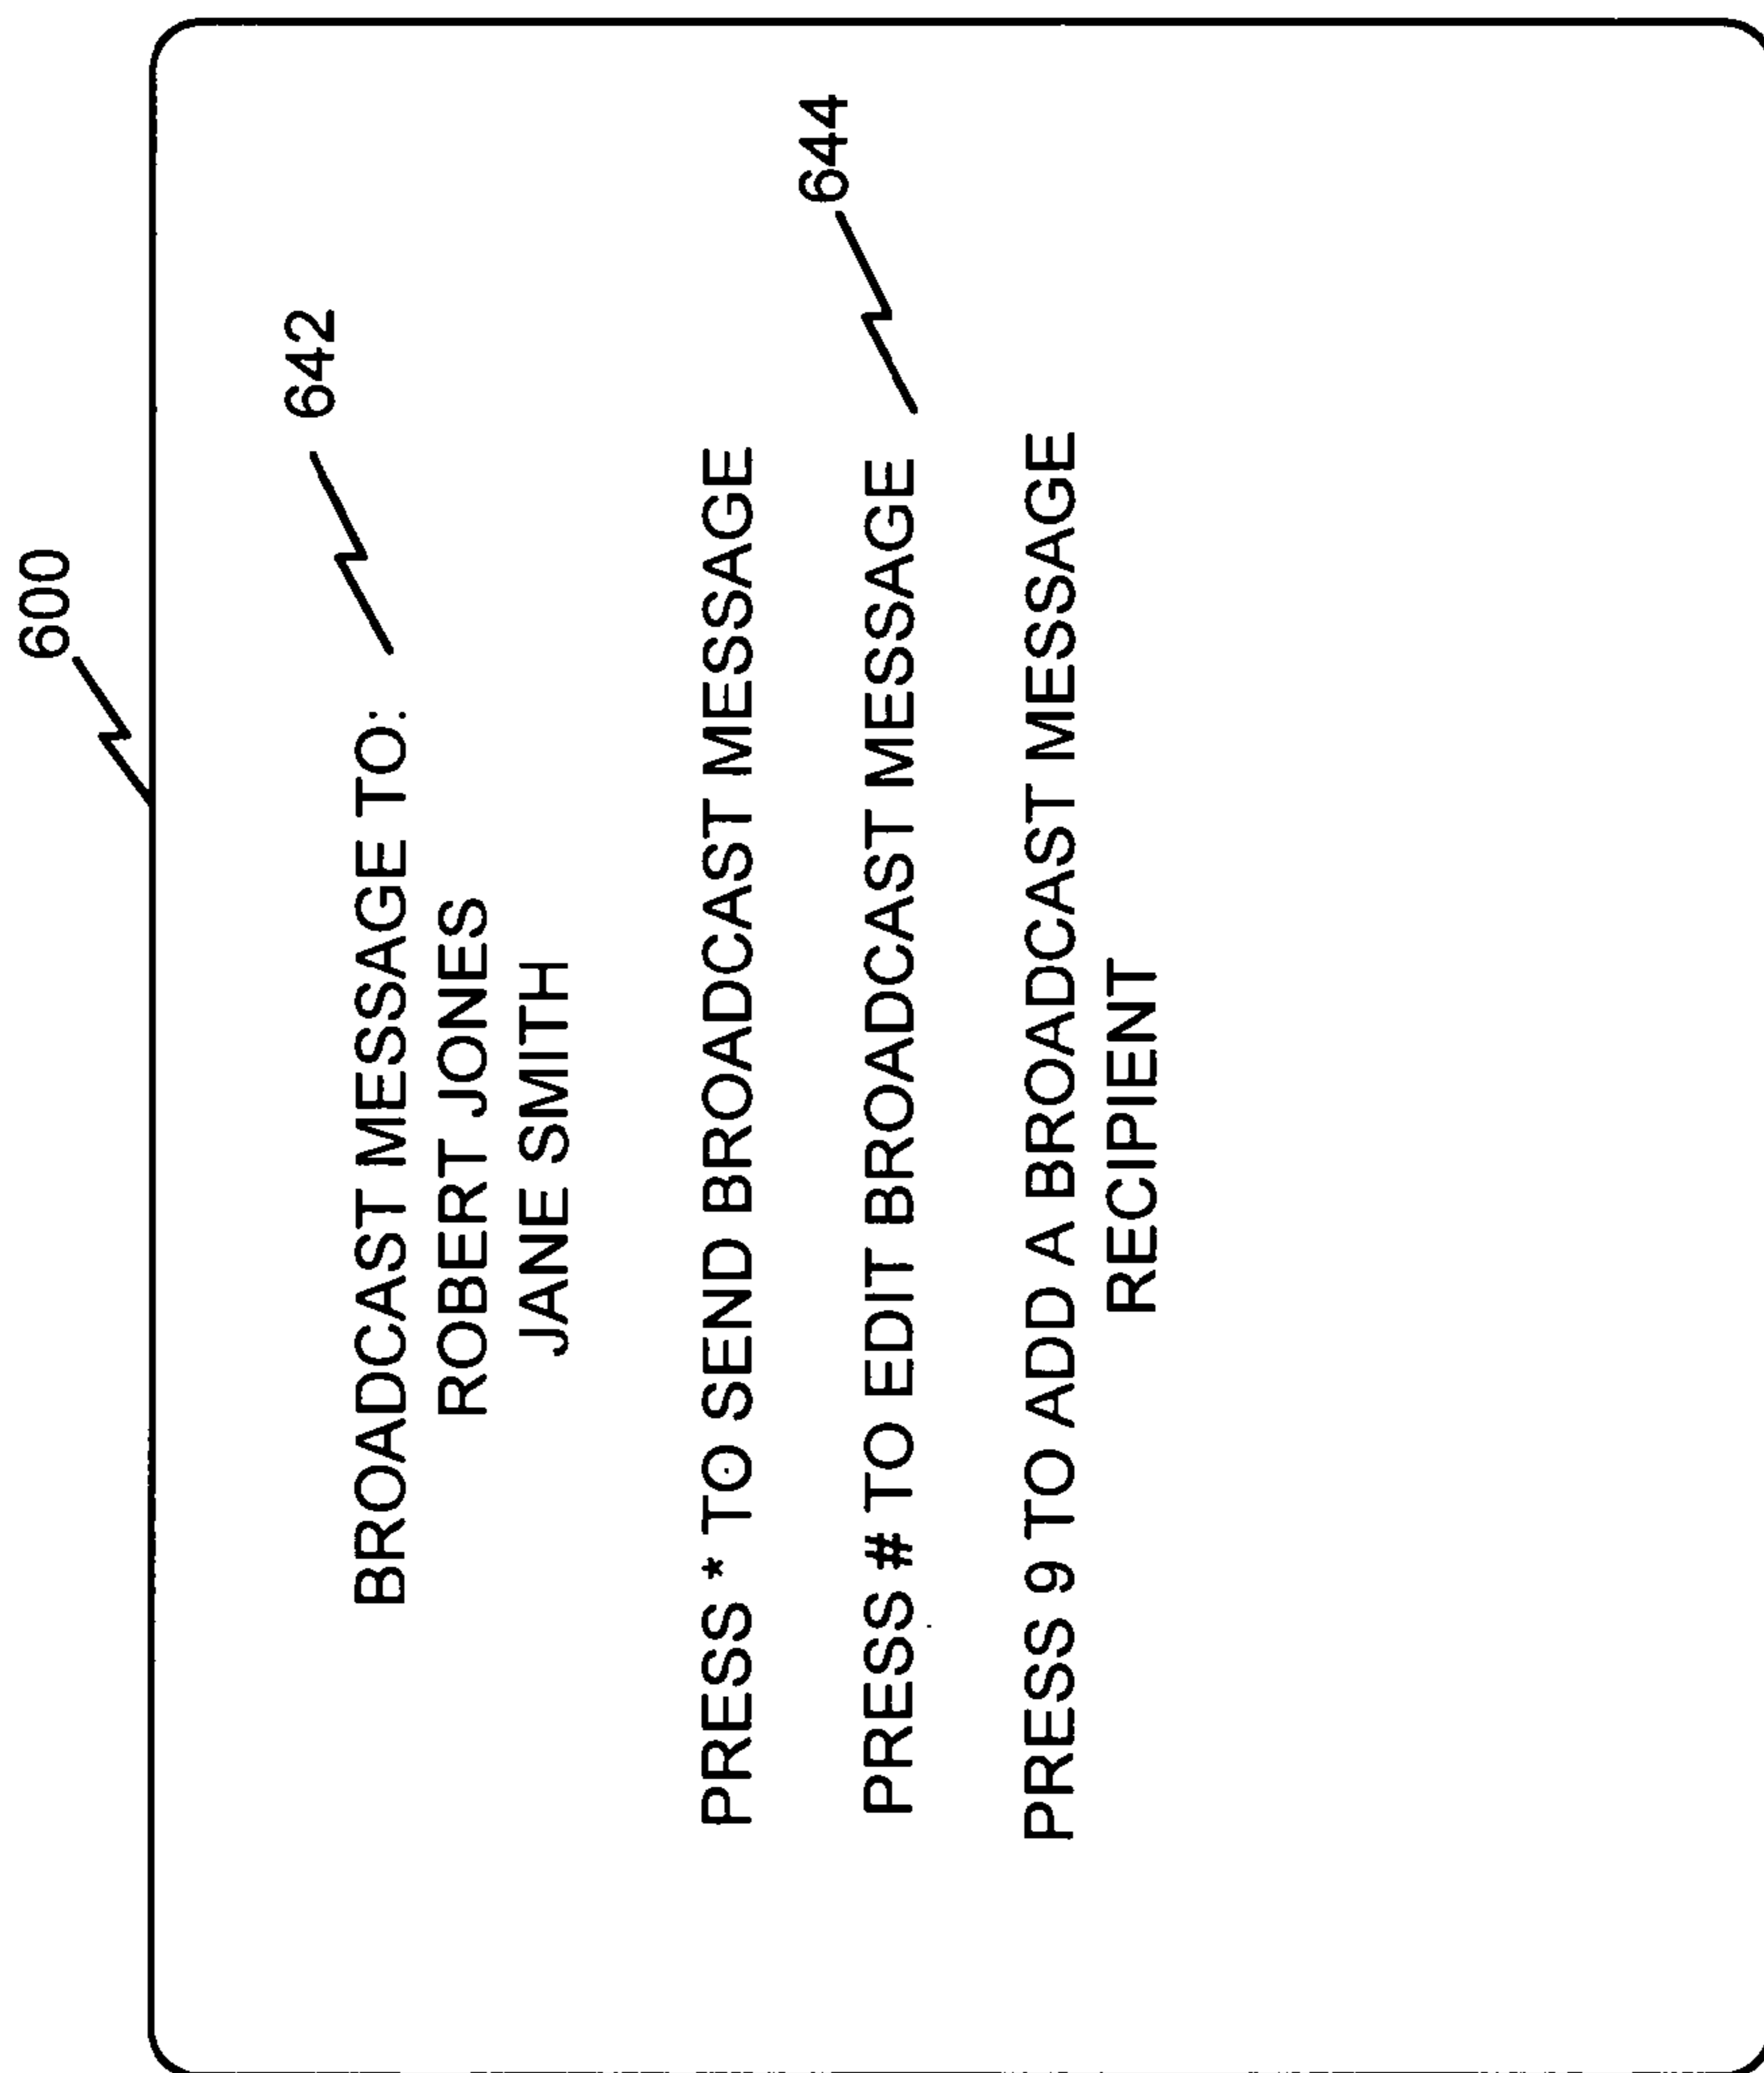 600
642
BROADCAST MESSAGE TO:
ROBERT JONES
JANE SMITH
644
PRESS * TO SEND BROADCAST MESSAGE
PRESS # TO EDIT BROADCAST MESSAGE
PRESS 9 TO ADD A BROADCAST MESSAGE
RECIPIENT